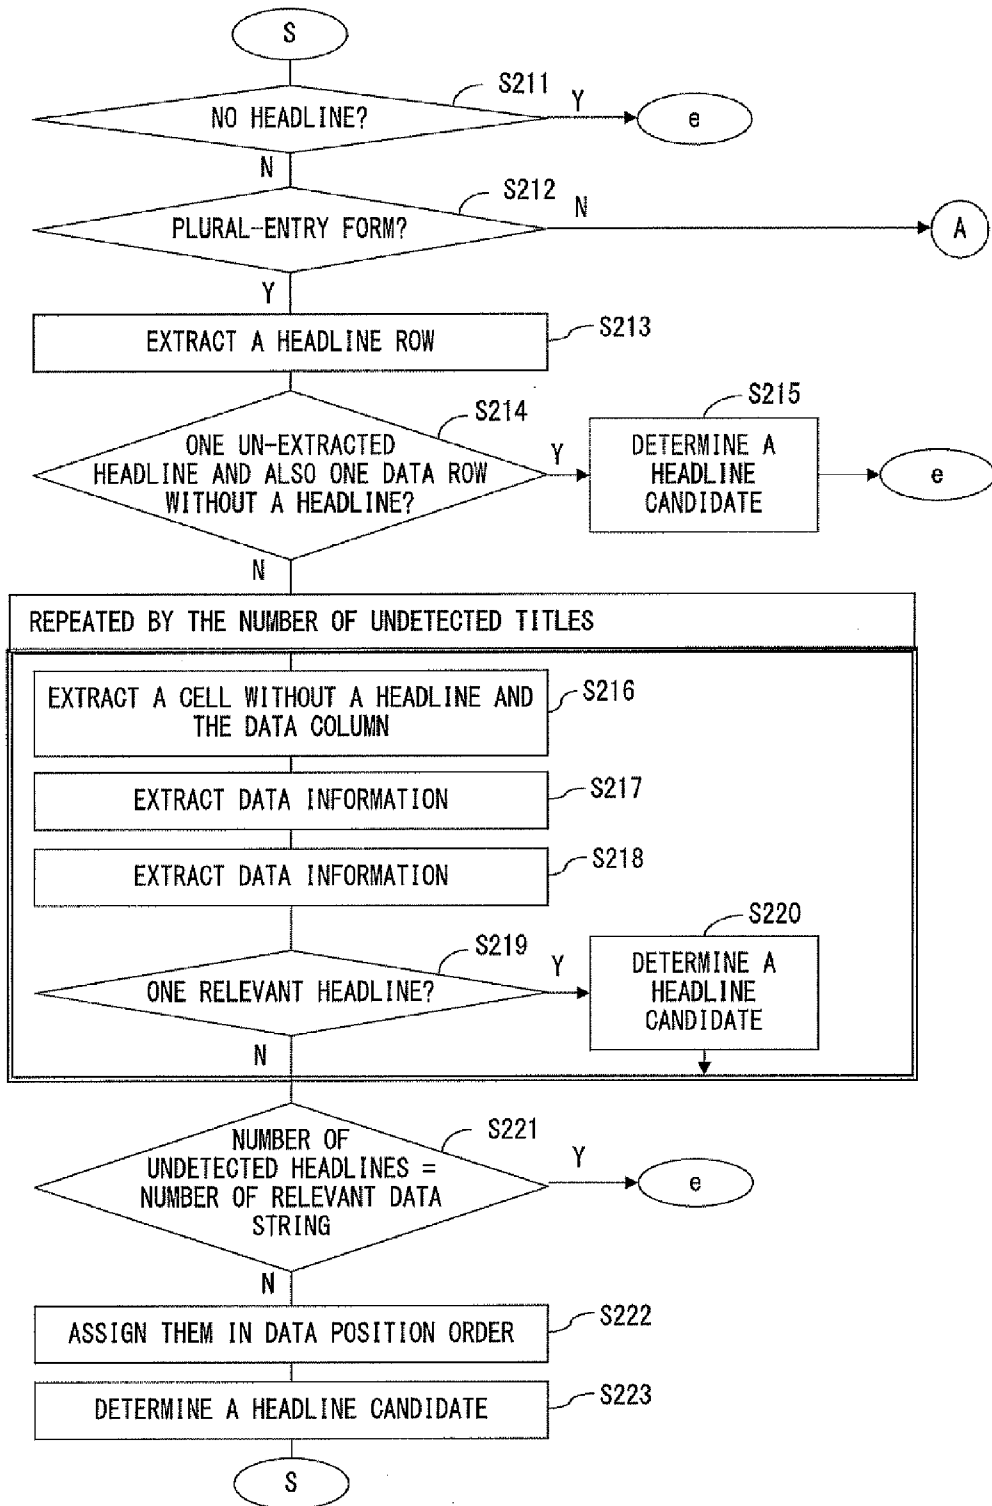 S
S211
NO HEADLINE?
Y
e
N
S212
PLURAL-ENTRY FORM?
N
A
Y
EXTRACT A HEADLINE ROW
S213
S214
ONE UN-EXTRACTED
HEADLINE AND ALSO ONE DATA ROW
WITHOUT A HEADLINE?
Y
S215
DETERMINE A
HEADLINE
CANDIDATE
e
N
REPEATED BY THE NUMBER OF UNDETECTED TITLES
EXTRACT A CELL WITHOUT A HEADLINE AND
THE DATA COLUMN
S216
EXTRACT DATA INFORMATION
S217
EXTRACT DATA INFORMATION
S218
S219
ONE RELEVANT HEADLINE?
Y
S220
DETERMINE A
HEADLINE
CANDIDATE
N
S221
NUMBER OF
UNDETECTED HEADLINES =
NUMBER OF RELEVANT DATA
STRING
Y
e
N
ASSIGN THEM IN DATA POSITION ORDER
S222
DETERMINE A HEADLINE CANDIDATE
S223
S